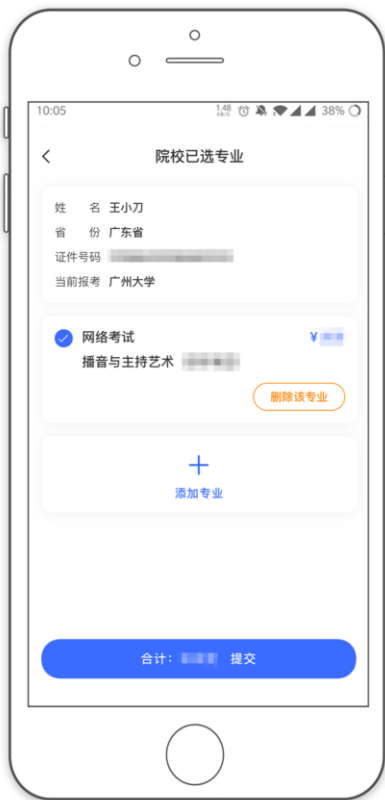 10:05 1.48 KB/S 38%
院校已选专业
姓 名 王小刀
省 份 广东省
证件号码
当前报考 广州大学
网络考试 ¥
播音与主持艺术
删除该专业
添加专业
合计： 提交